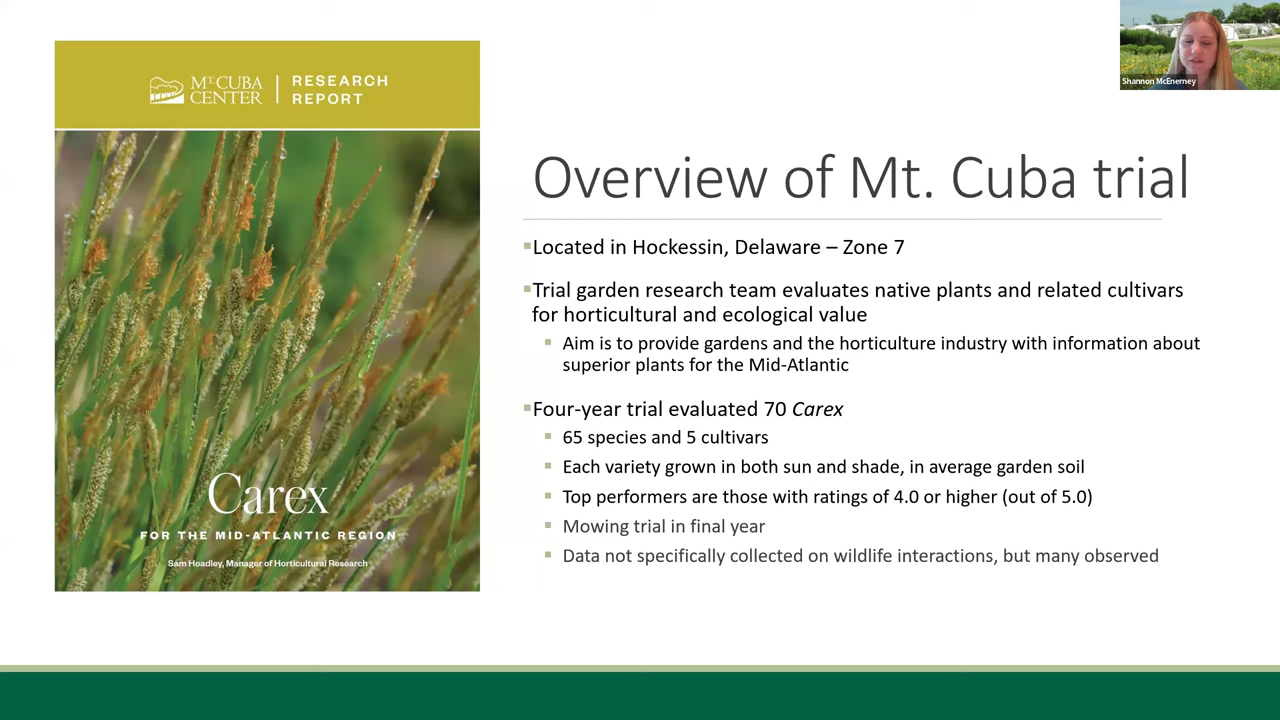 Shannon McEnerney
MT. CUBA
CENTER
RESEARCH
REPORT
Carex
FOR THE MID-ATLANTIC REGION
Sam Hoadley, Manager of Horticultural Research
Overview of Mt. Cuba trial
Located in Hockessin, Delaware – Zone 7
Trial garden research team evaluates native plants and related cultivars
for horticultural and ecological value
Aim is to provide gardens and the horticulture industry with information about
superior plants for the Mid-Atlantic
Four-year trial evaluated 70 Carex
65 species and 5 cultivars
Each variety grown in both sun and shade, in average garden soil
Top performers are those with ratings of 4.0 or higher (out of 5.0)
Mowing trial in final year
Data not specifically collected on wildlife interactions, but many observed